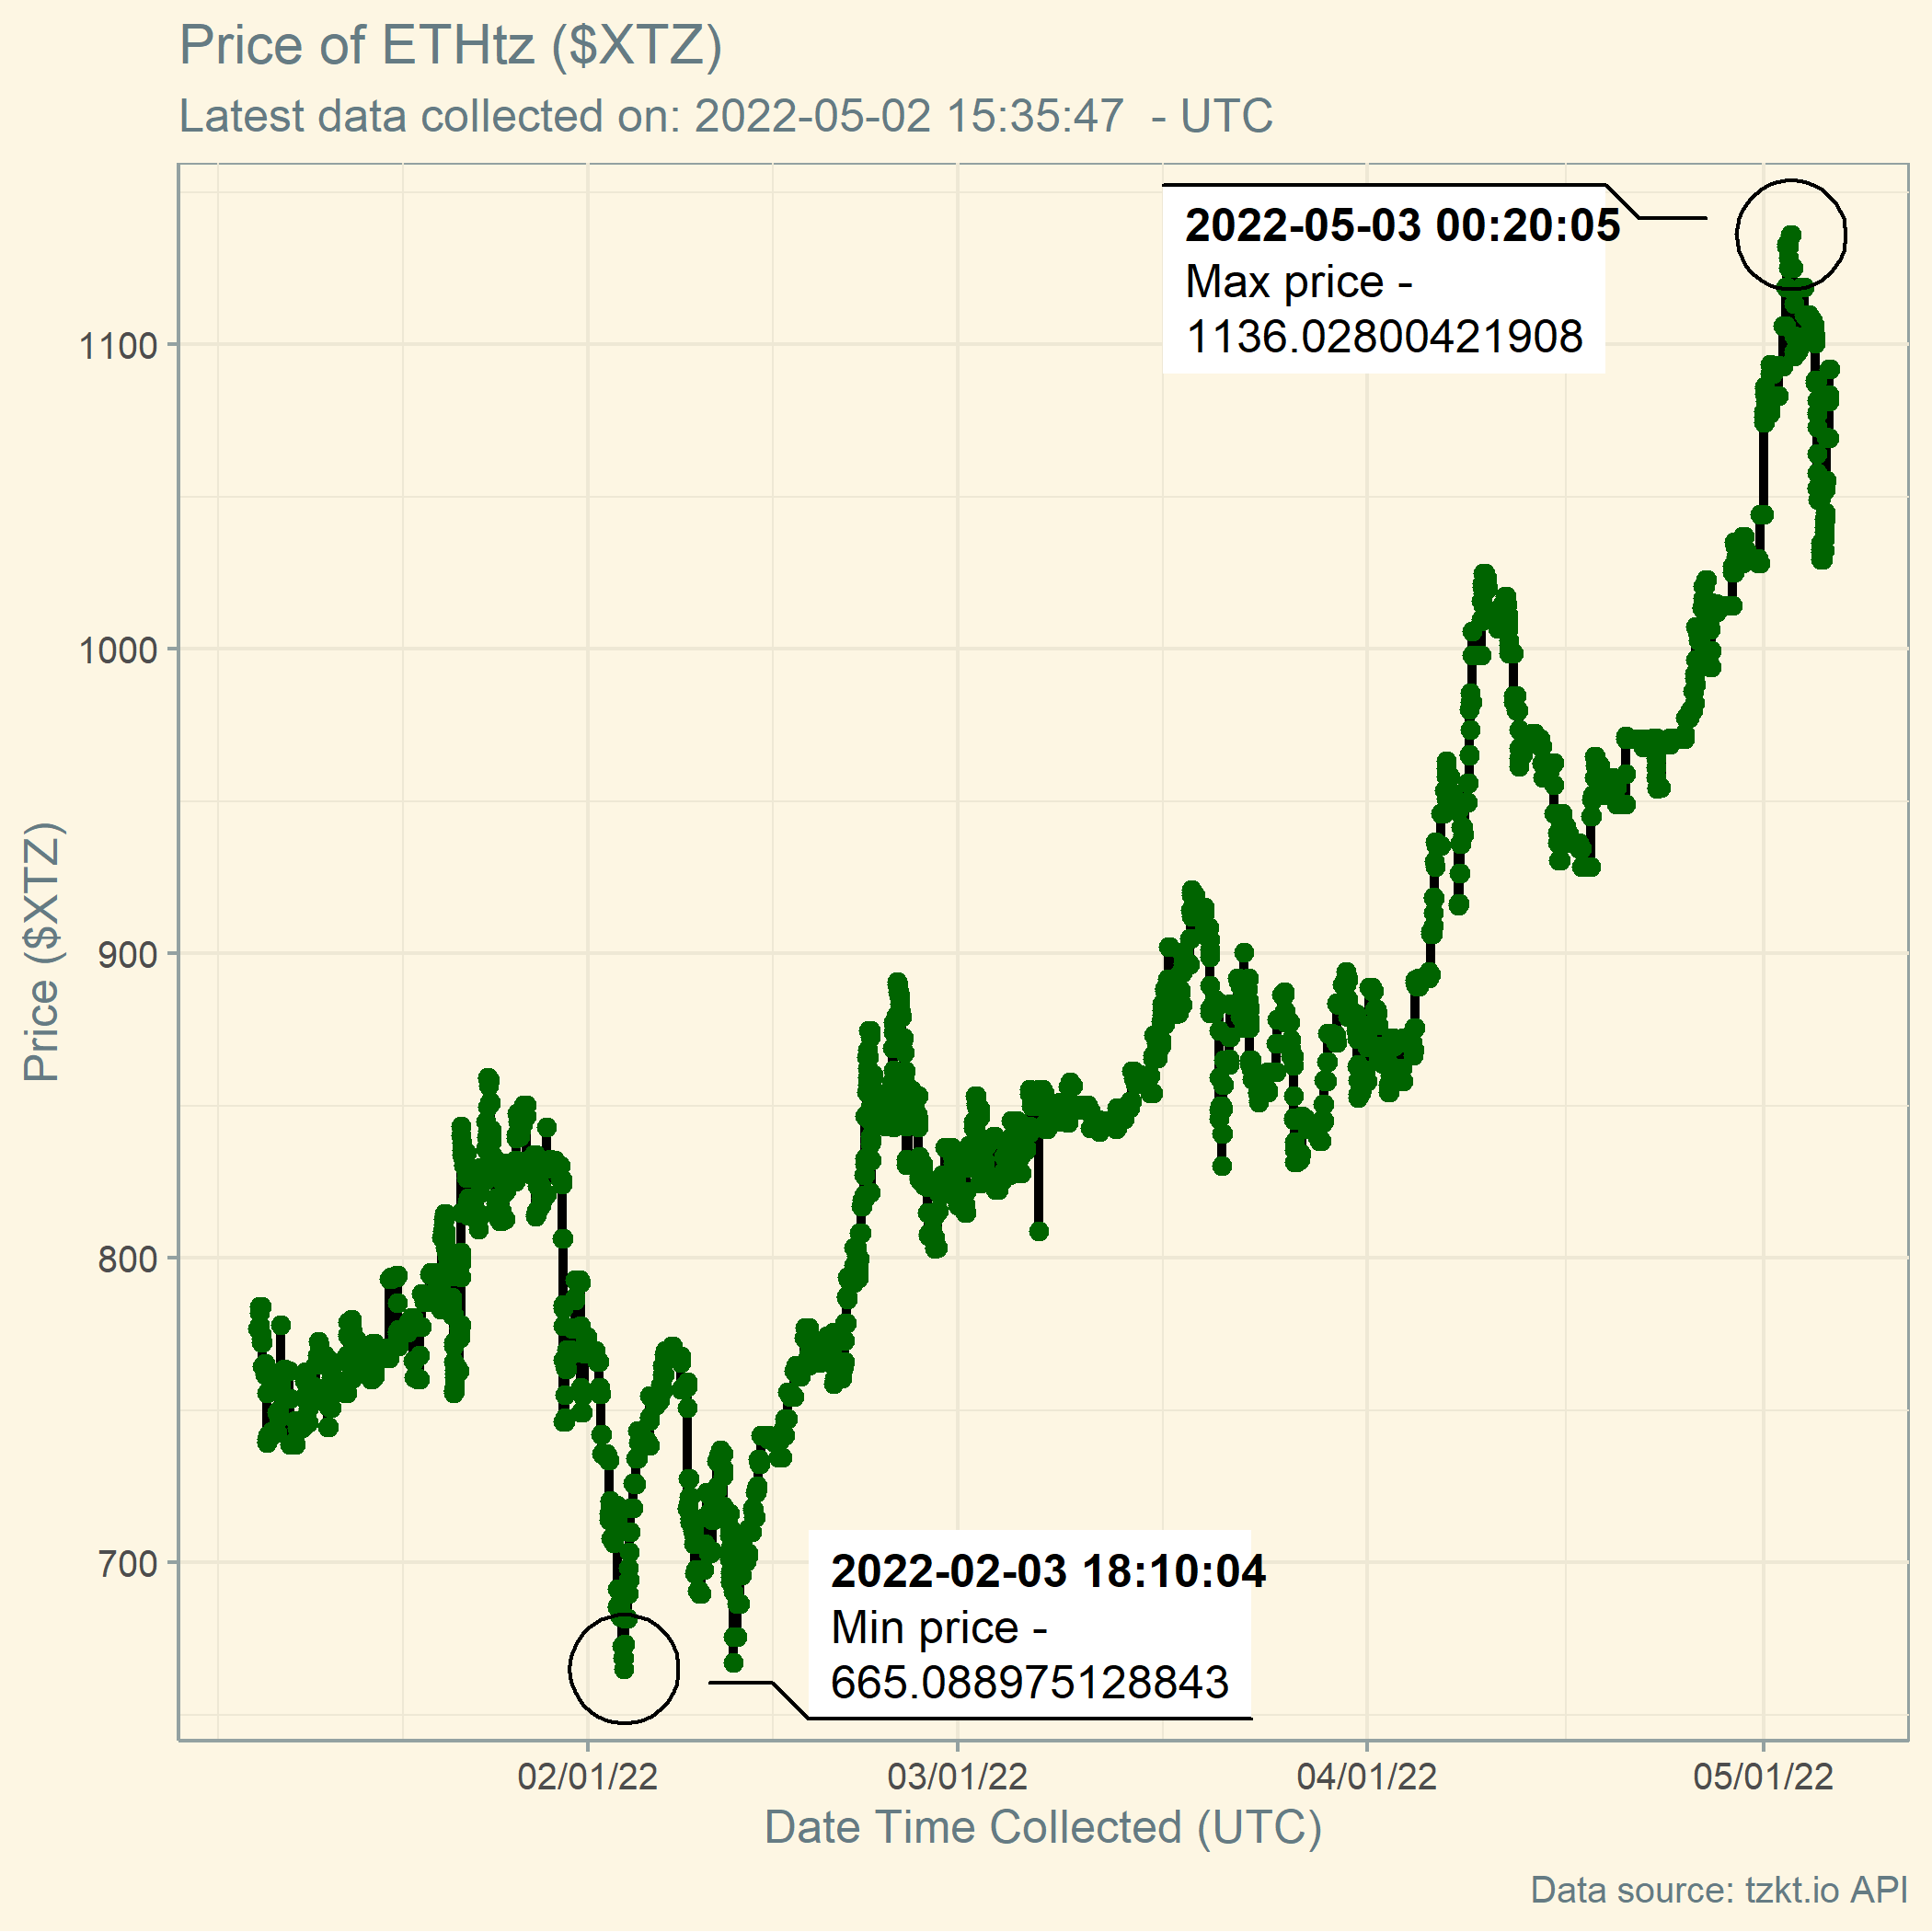 Price of ETHtz ($XTZ)
Latest data collected on: 2022-05-02 15:35:47  - UTC
2022-05-03 00:20:05
Max price -
1136.02800421908
1100
1000
900
800
700
Price ($XTZ)
2022-02-03 18:10:04
Min price -
665.088975128843
02/01/22
03/01/22
04/01/22
05/01/22
Date Time Collected (UTC)
Data source: tzkt.io API